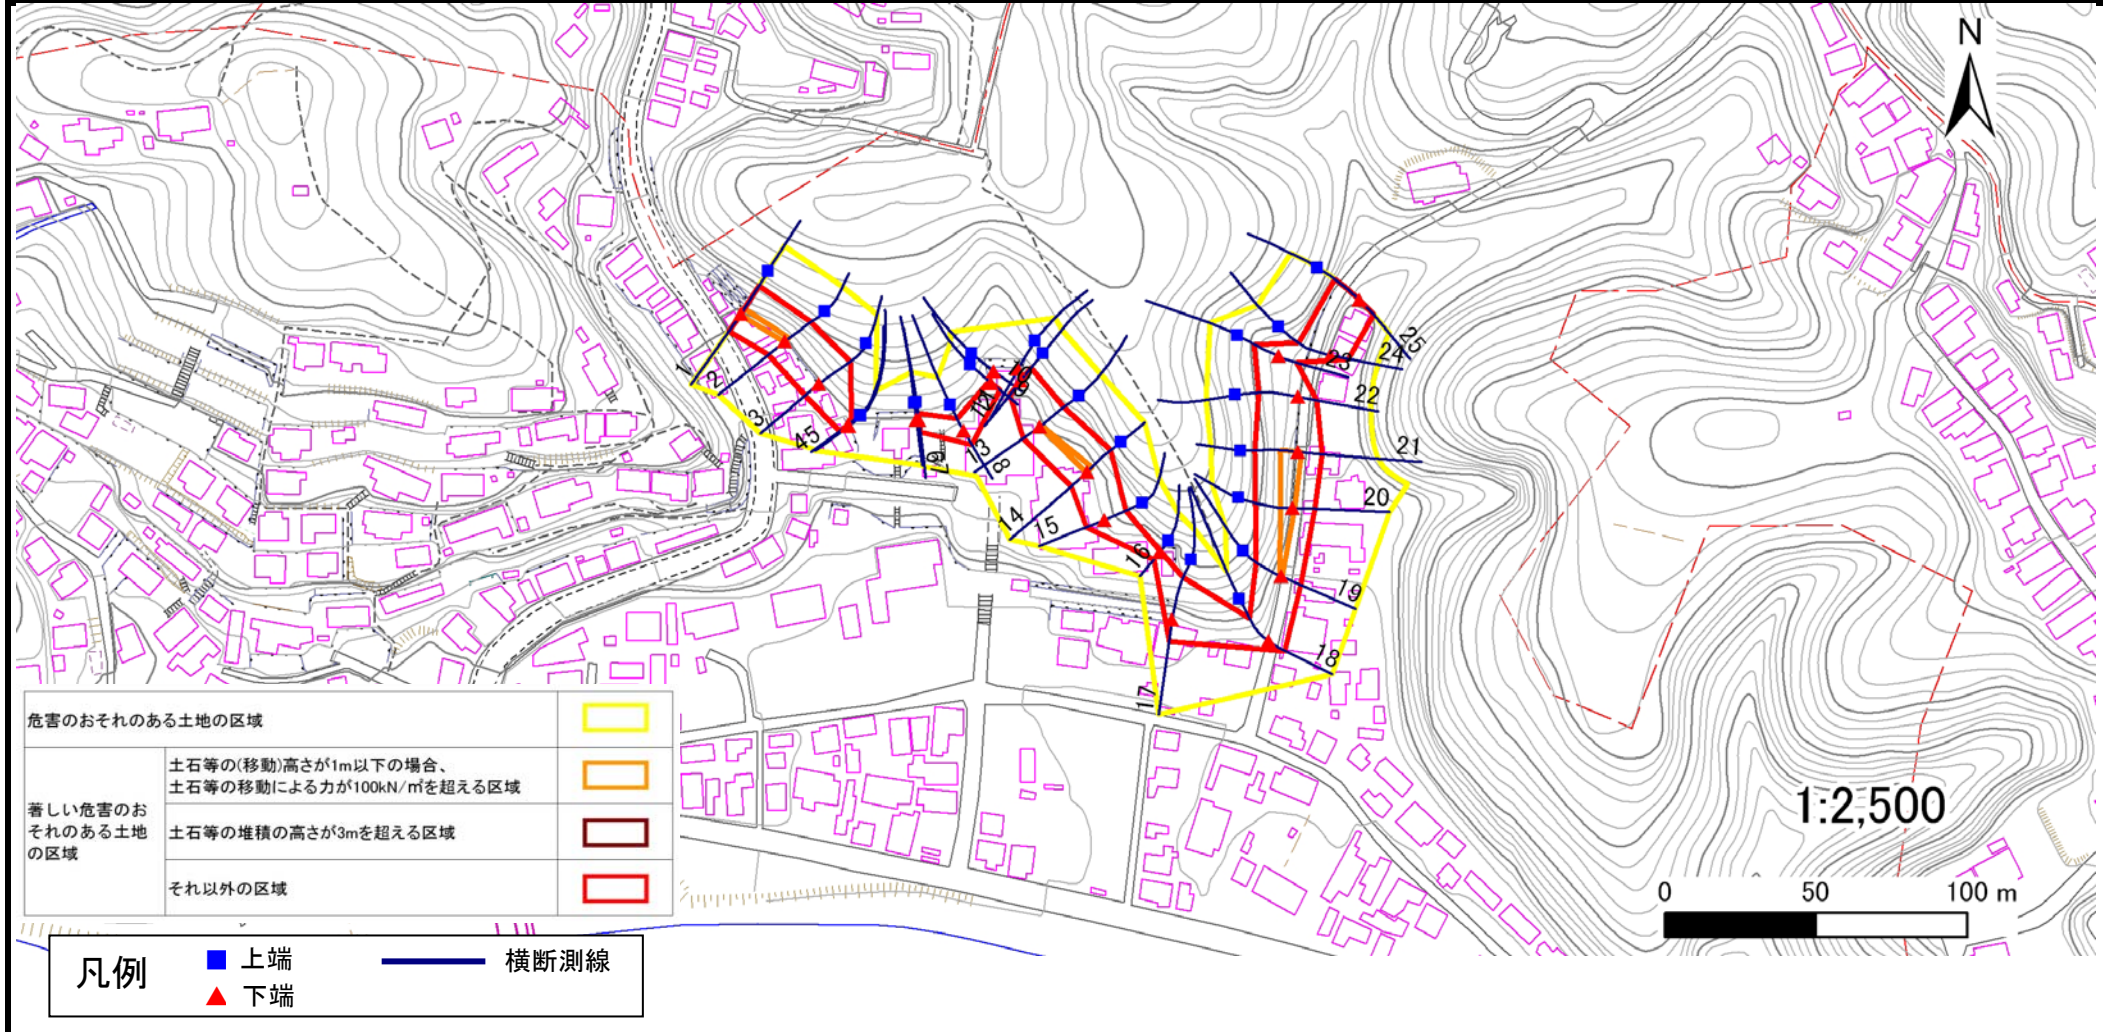 N
1
2
3
45
67
13
8
12
11
14
15
16
17
18
19
20
21
22
23
24
25
危害のおそれのある土地の区域
著しい危害のお
それのある土地
の区域
土石等の(移動)高さが1m以下の場合、
土石等の移動による力が100kN/㎡を超える区域
土石等の堆積の高さが3mを超える区域
それ以外の区域
1:2,500
0 50 100 m
凡例
上端
下端
横断測線